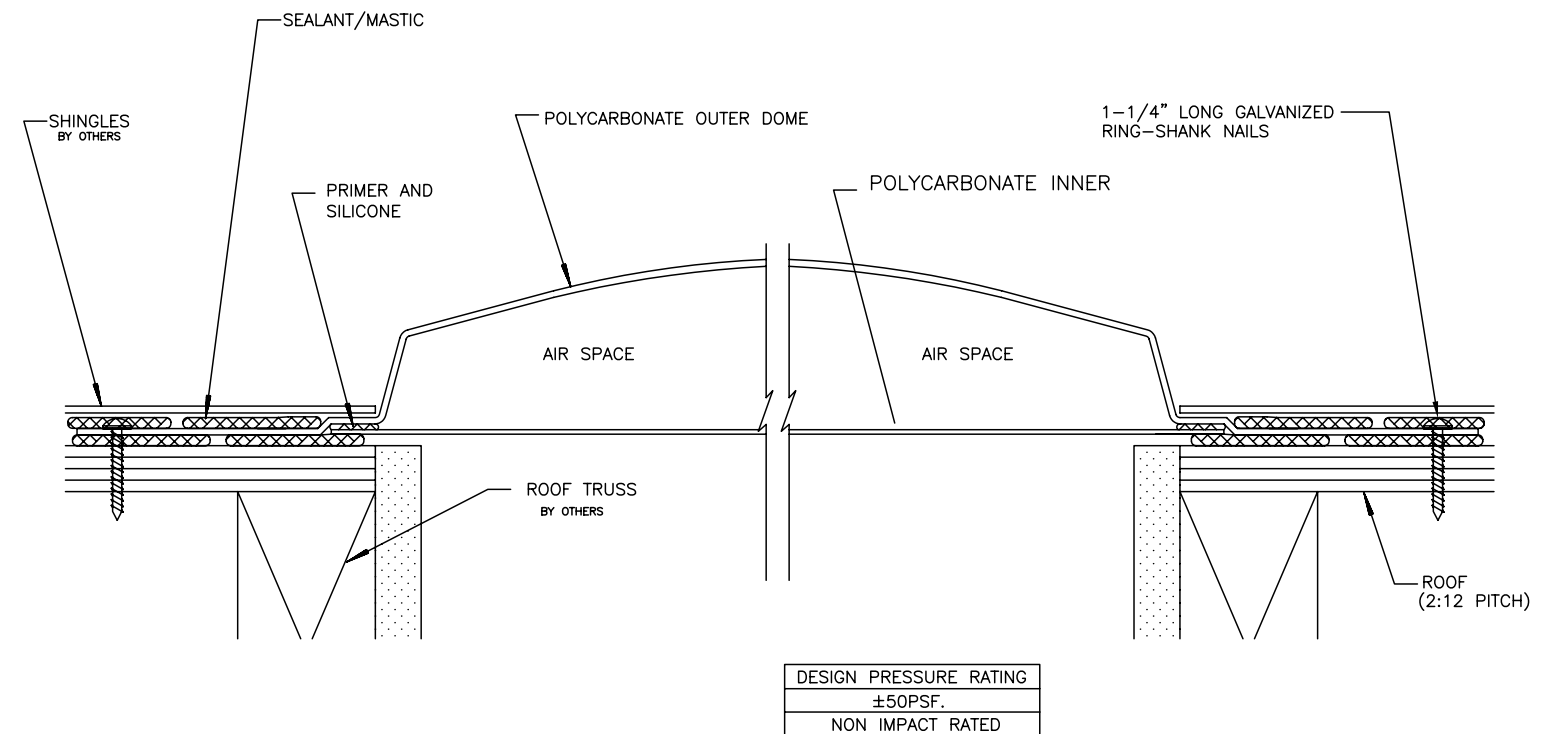 SEALANT/MASTIC
SHINGLES
BY OTHERS
POLYCARBONATE OUTER DOME
1-1/4" LONG GALVANIZED
RING-SHANK NAILS
PRIMER AND
SILICONE
POLYCARBONATE INNER
AIR SPACE
AIR SPACE
ROOF TRUSS
BY OTHERS
ROOF
(2:12 PITCH)
DESIGN PRESSURE RATING
±50PSF.
NON IMPACT RATED